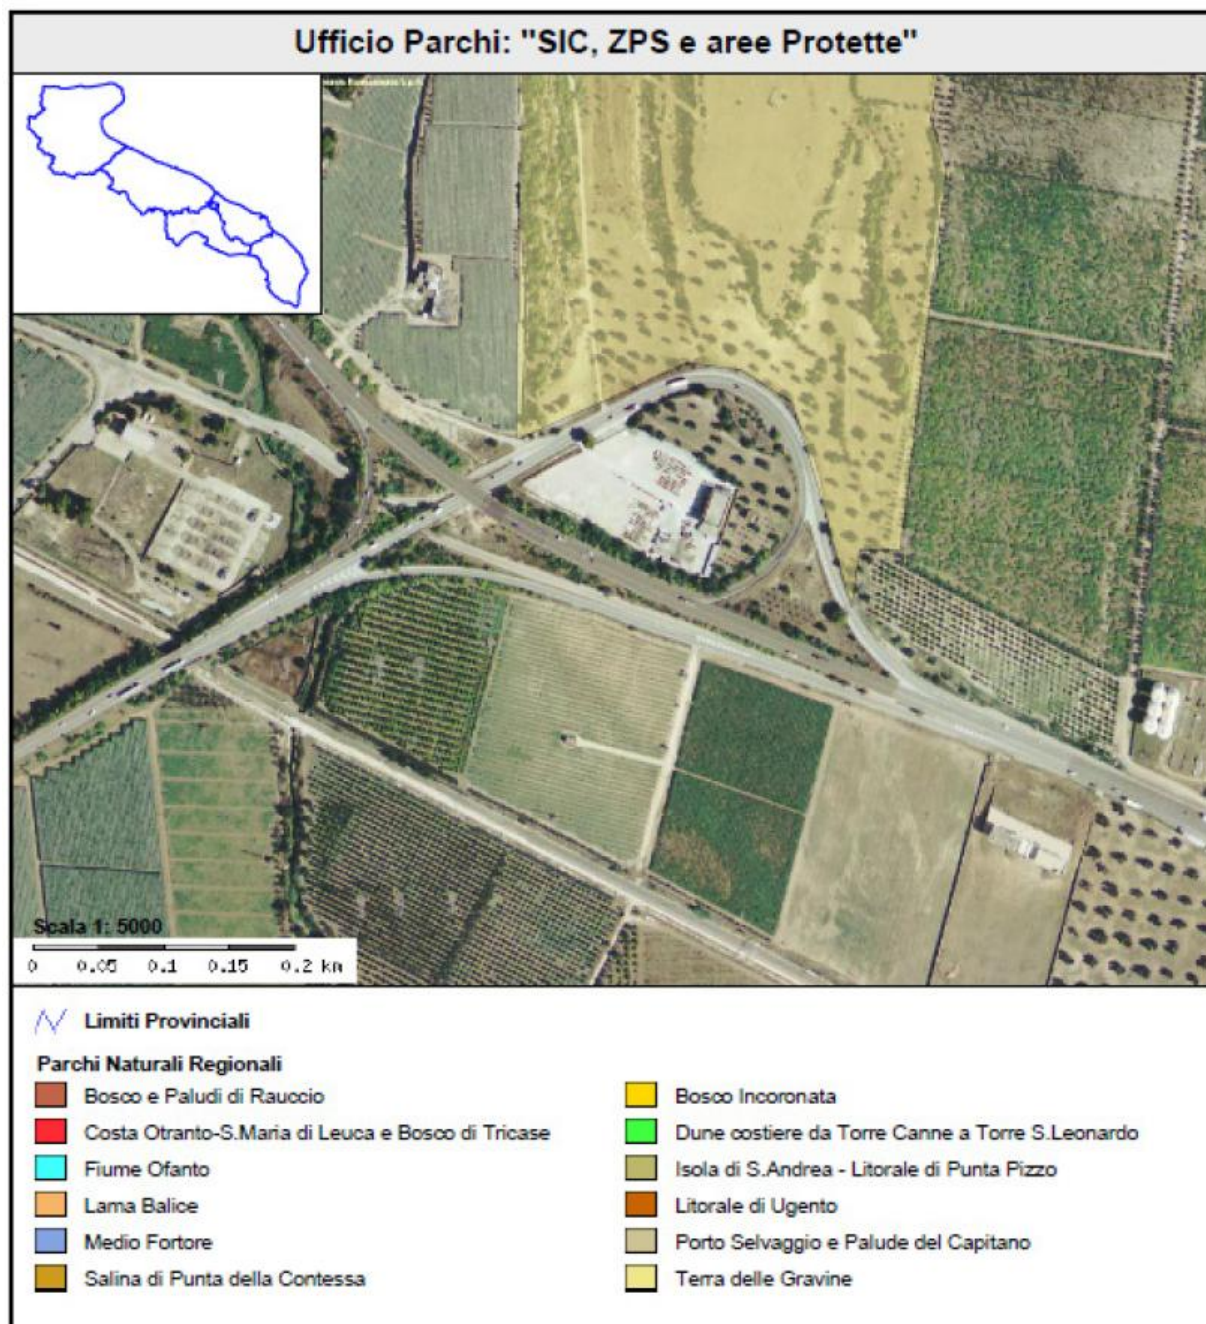 Ufficio Parchi: "SIC, ZPS e aree Protette"
Scala 1: 5000
0 0.05 0.1 0.15 0.2 km
Limiti Provinciali
Parchi Naturali Regionali
Bosco e Paludi di Rauccio
Costa Otranto-S.Maria di Leuca e Bosco di Tricase
Fiume Ofanto
Lama Balice
Medio Fortore
Salina di Punta della Contessa
Bosco Incoronata
Dune costiere da Torre Canne a Torre S.Leonardo
Isola di S.Andrea - Litorale di Punta Pizzo
Litorale di Ugento
Porto Selvaggio e Palude del Capitano
Terra delle Gravine